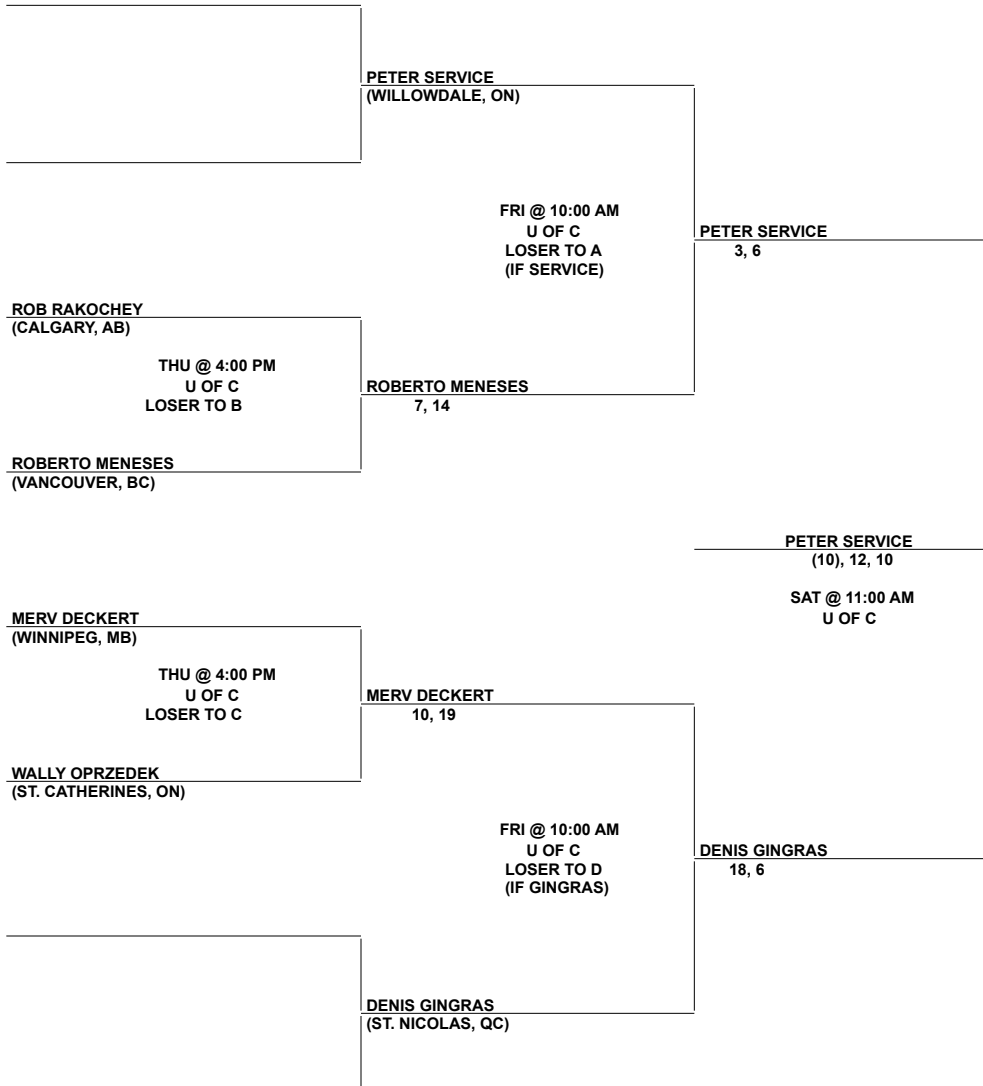 PETER SERVICE
(WILLOWDALE, ON)
FRI @ 10:00 AM
U OF C
LOSER TO A
(IF SERVICE)
PETER SERVICE
3, 6
ROB RAKOCHEY
(CALGARY, AB)
THU @ 4:00 PM
U OF C
LOSER TO B
ROBERTO MENESES
7, 14
ROBERTO MENESES
(VANCOUVER, BC)
PETER SERVICE
(10), 12, 10
SAT @ 11:00 AM
U OF C
MERV DECKERT
(WINNIPEG, MB)
THU @ 4:00 PM
U OF C
LOSER TO C
MERV DECKERT
10, 19
WALLY OPRZEDEK
(ST. CATHERINES, ON)
FRI @ 10:00 AM
U OF C
LOSER TO D
(IF GINGRAS)
DENIS GINGRAS
18, 6
DENIS GINGRAS
(ST. NICOLAS, QC)